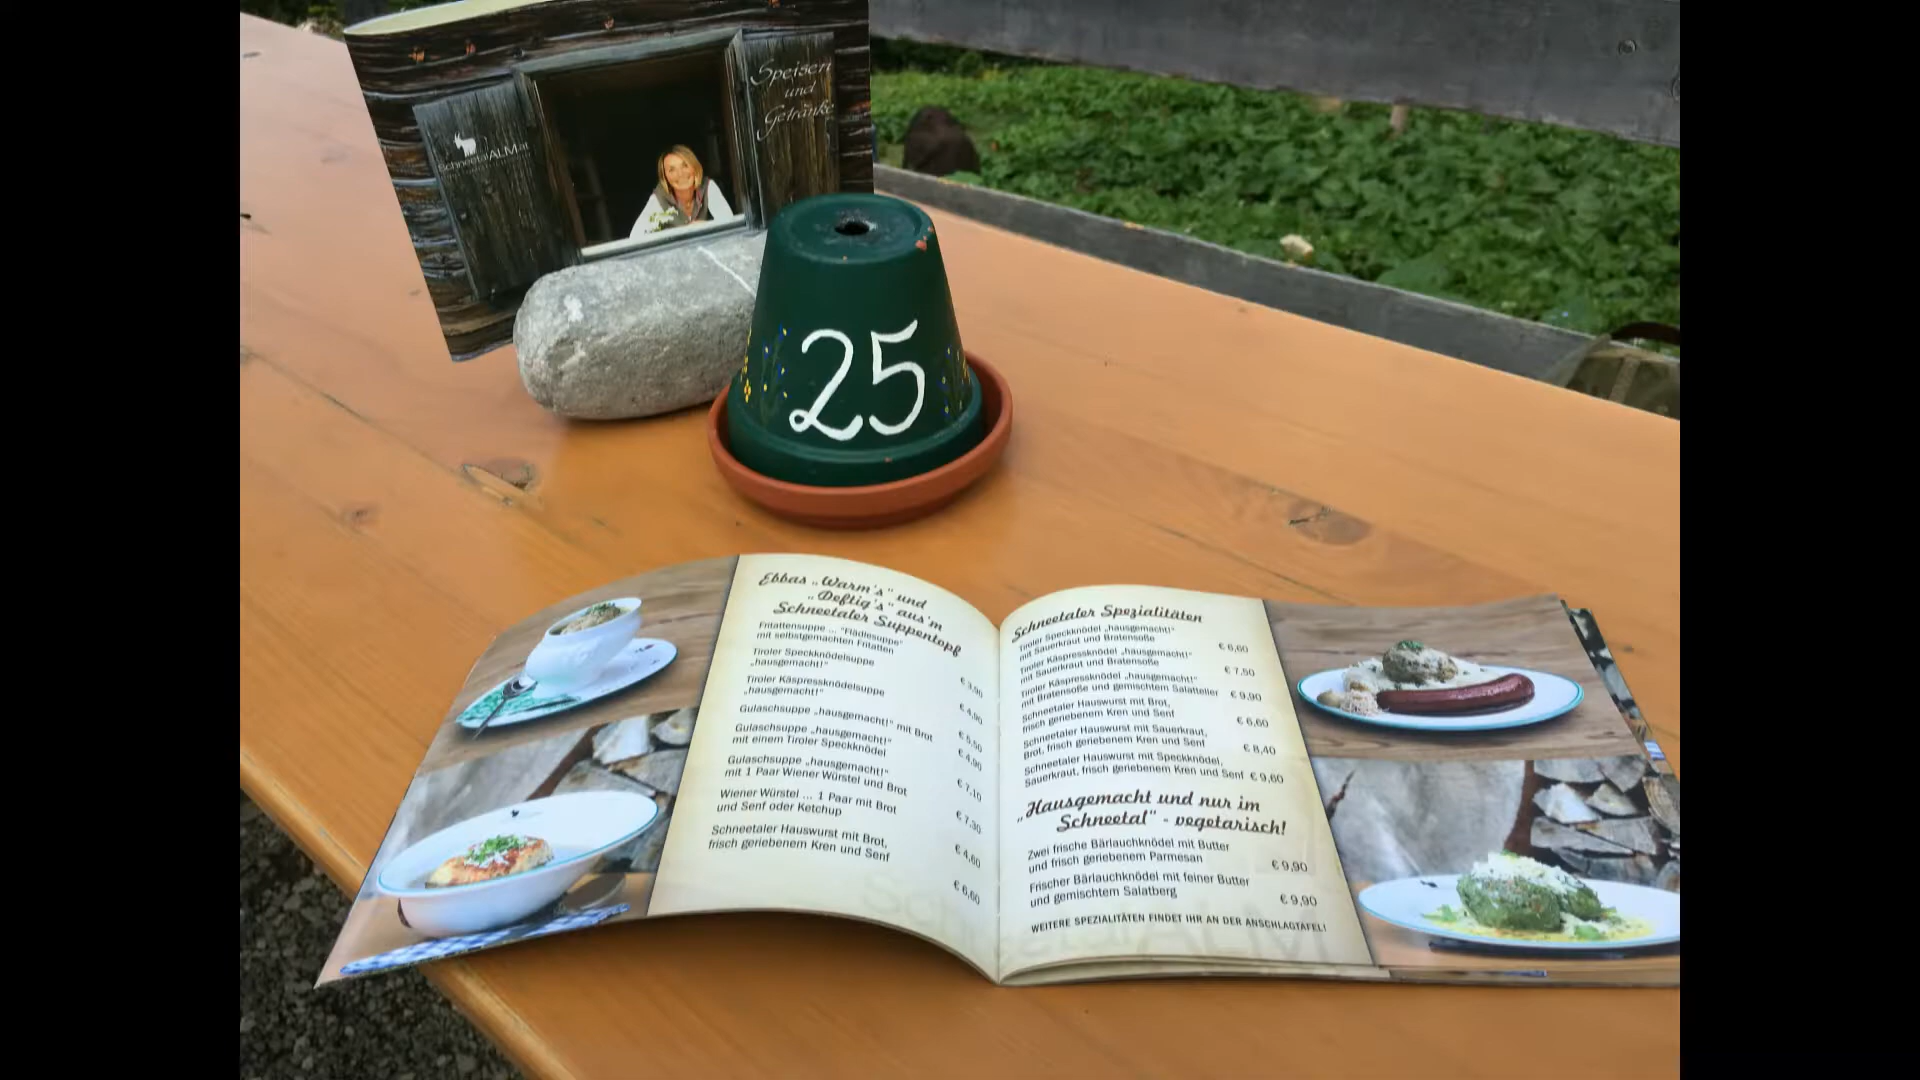 Speisen
und
Getränke
SchneetalALM.at
25
Ebbas „Warm's" und
„Deftig's" aus'm
Schneetaler Suppentopf
Frittatensuppe ... "Flädlesuppe"
mit selbstgemachten Fritatten
€ 3,90
Tiroler Speckknödelsuppe
„hausgemacht!"
€ 4,90
Tiroler Käspressknödelsuppe
„hausgemacht!"
€ 5,50
Gulaschsuppe „hausgemacht!" mit Brot
€ 4,90
Gulaschsuppe „hausgemacht!"
mit einem Tiroler Speckknödel
€ 7,10
Gulaschsuppe „hausgemacht!"
mit 1 Paar Wiener Würstel und Brot
€ 7,30
Wiener Würstel ... 1 Paar mit Brot
und Senf oder Ketchup
€ 4,60
Schneetaler Hauswurst mit Brot,
frisch geriebenem Kren und Senf
€ 6,60
Schneetaler Spezialitäten
Tiroler Speckknödel „hausgemacht!"
mit Sauerkraut und Bratensoße € 6,60
Tiroler Käspressknödel „hausgemacht!"
mit Sauerkraut und Bratensoße € 7,50
Tiroler Käspressknödel „hausgemacht!"
mit Bratensoße und gemischtem Salatteller € 9,90
Schneetaler Hauswurst mit Brot,
frisch geriebenem Kren und Senf € 6,60
Schneetaler Hauswurst mit Sauerkraut,
Brot, frisch geriebenem Kren und Senf € 8,40
Schneetaler Hauswurst mit Speckknödel,
Sauerkraut, frisch geriebenem Kren und Senf € 9,60
„Hausgemacht und nur im
Schneetal" - vegetarisch!
Zwei frische Bärlauchknödel mit Butter
und frisch geriebenem Parmesan € 9,90
Frischer Bärlauchknödel mit feiner Butter
und gemischtem Salatberg € 9,90
WEITERE SPEZIALITÄTEN FINDET IHR AN DER ANSCHLAGTAFEL!